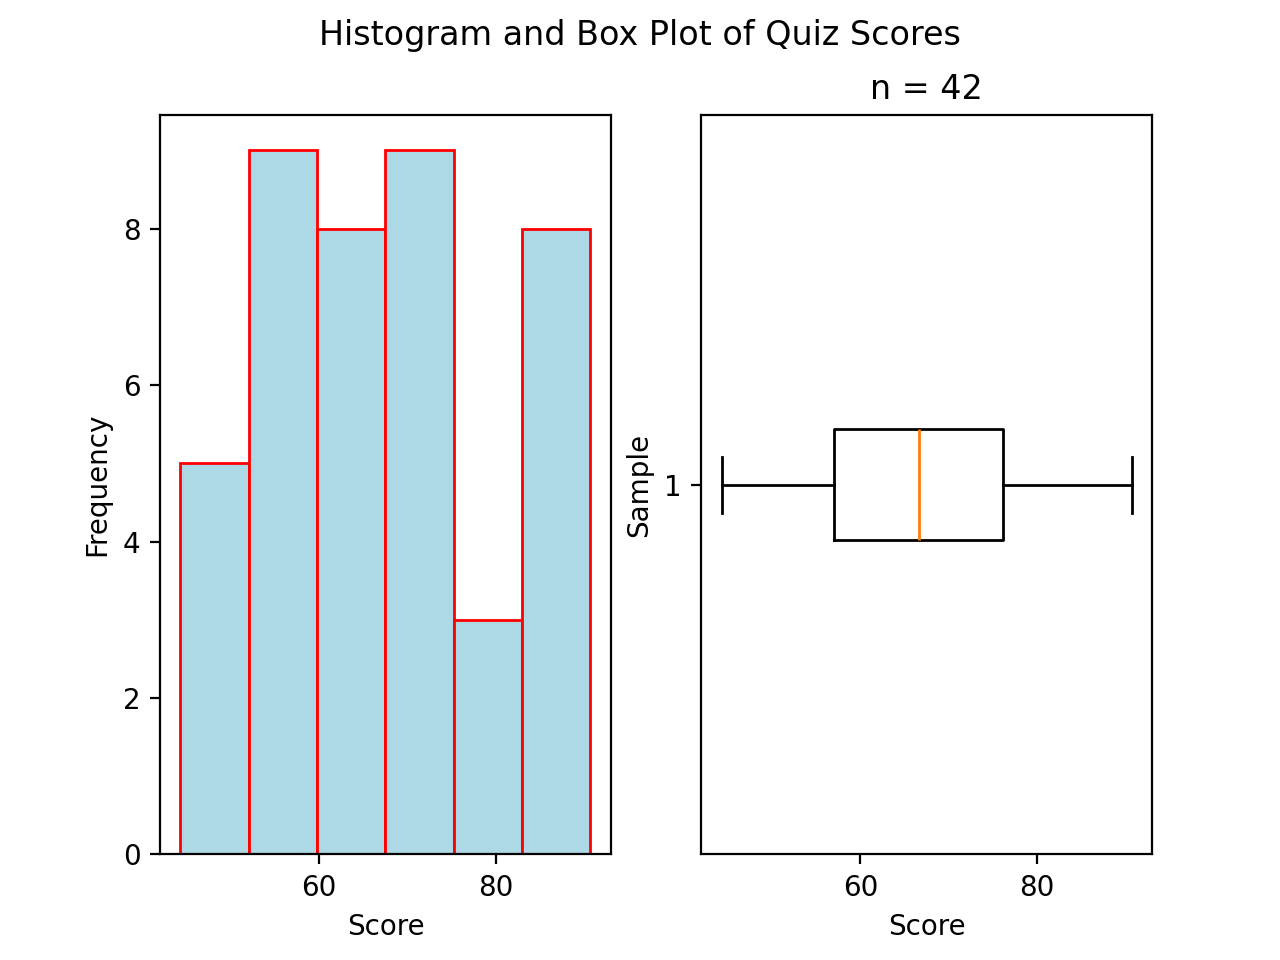 Histogram and Box Plot of Quiz Scores
Frequency
8
6
4
2
0
60 80
Score
n = 42
Sample
1
60 80
Score